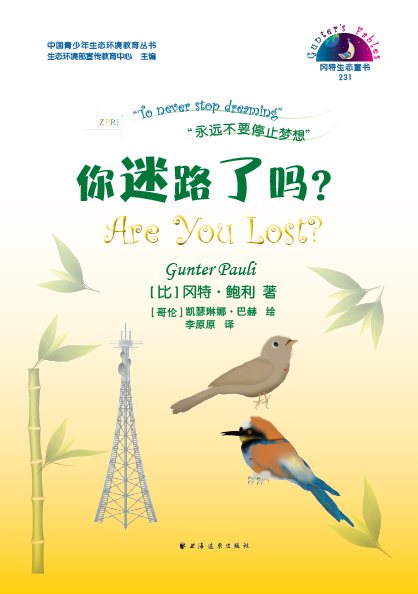 中国青少年生态环境教育丛书
生态环境部宣传教育中心 主编
Gunter's Fables
冈特生态童书
231
ZERI
"To never stop dreaming"
“永远不要停止梦想”
你迷路了吗?
Are You Lost?
Gunter Pauli
[比] 冈特·鲍利 著
[哥伦] 凯瑟琳娜·巴赫 绘
李原原 译
上海远东出版社